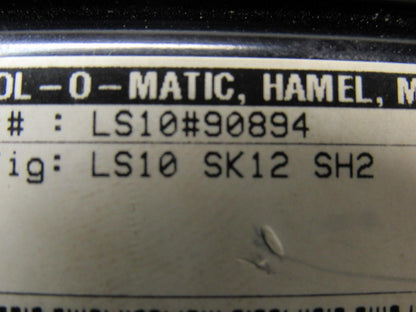 OL-O-MATIC, HAMEL, M
# : LS10#90894
ig: LS10 SK12 SH2